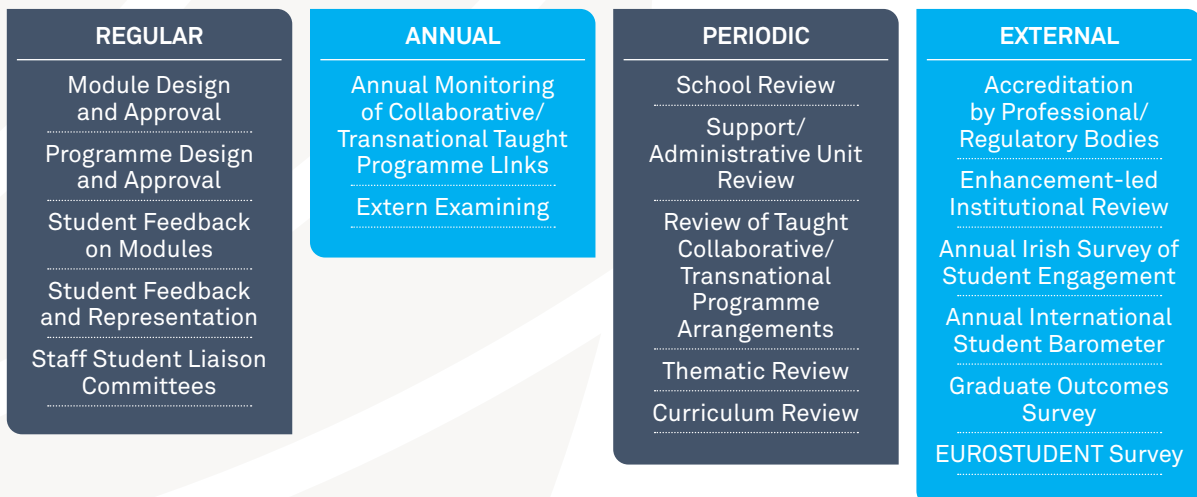 REGULAR
Module Design
and Approval
Programme Design
and Approval
Student Feedback
on Modules
Student Feedback
and Representation
Staff Student Liaison
Committees
ANNUAL
Annual Monitoring
of Collaborative/
Transnational Taught
Programme LInks
Extern Examining
PERIODIC
School Review
Support/
Administrative Unit
Review
Review of Taught
Collaborative/
Transnational
Programme
Arrangements
Thematic Review
Curriculum Review
EXTERNAL
Accreditation
by Professional/
Regulatory Bodies
Enhancement-led
Institutional Review
Annual Irish Survey of
Student Engagement
Annual International
Student Barometer
Graduate Outcomes
Survey
EUROSTUDENT Survey